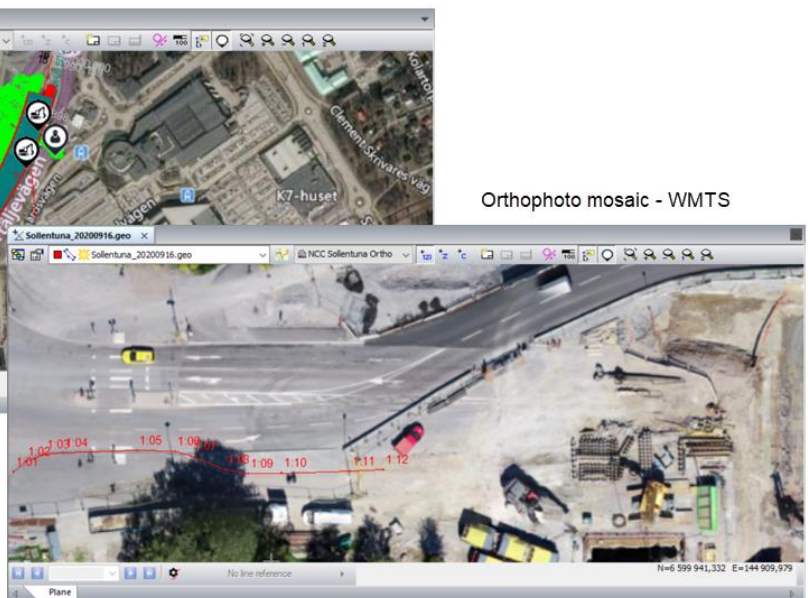 Kolartorp
Clement Skrivares väg
K7-huset
Orthophoto mosaic - WMTS
Sollentuna_20200916.geo
Sollentuna_20200916.geo
NCC Sollentuna Ortho
1:01
1:02
1:03
1:04
1:05
1:06
1:07
1:08
1:09
1:10
1:11
1:12
No line reference
N=6 599 941,332 E=144 909,979
Plane